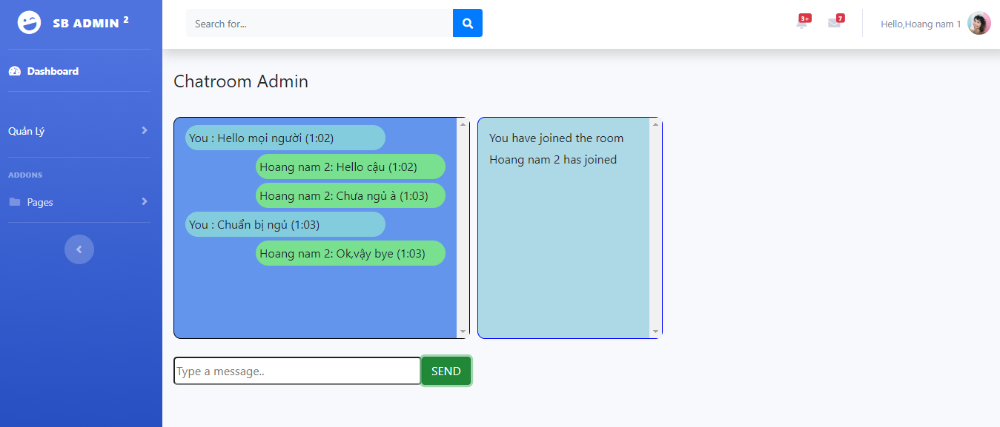 SB ADMIN 2
Search for...
3+
7
Hello,Hoang nam 1
Dashboard
Quản Lý
ADDONS
Pages
Chatroom Admin
You : Hello mọi người (1:02)
Hoang nam 2: Hello cậu (1:02)
Hoang nam 2: Chưa ngủ à (1:03)
You : Chuẩn bị ngủ (1:03)
Hoang nam 2: Ok,vậy bye (1:03)
You have joined the room
Hoang nam 2 has joined
Type a message..
SEND